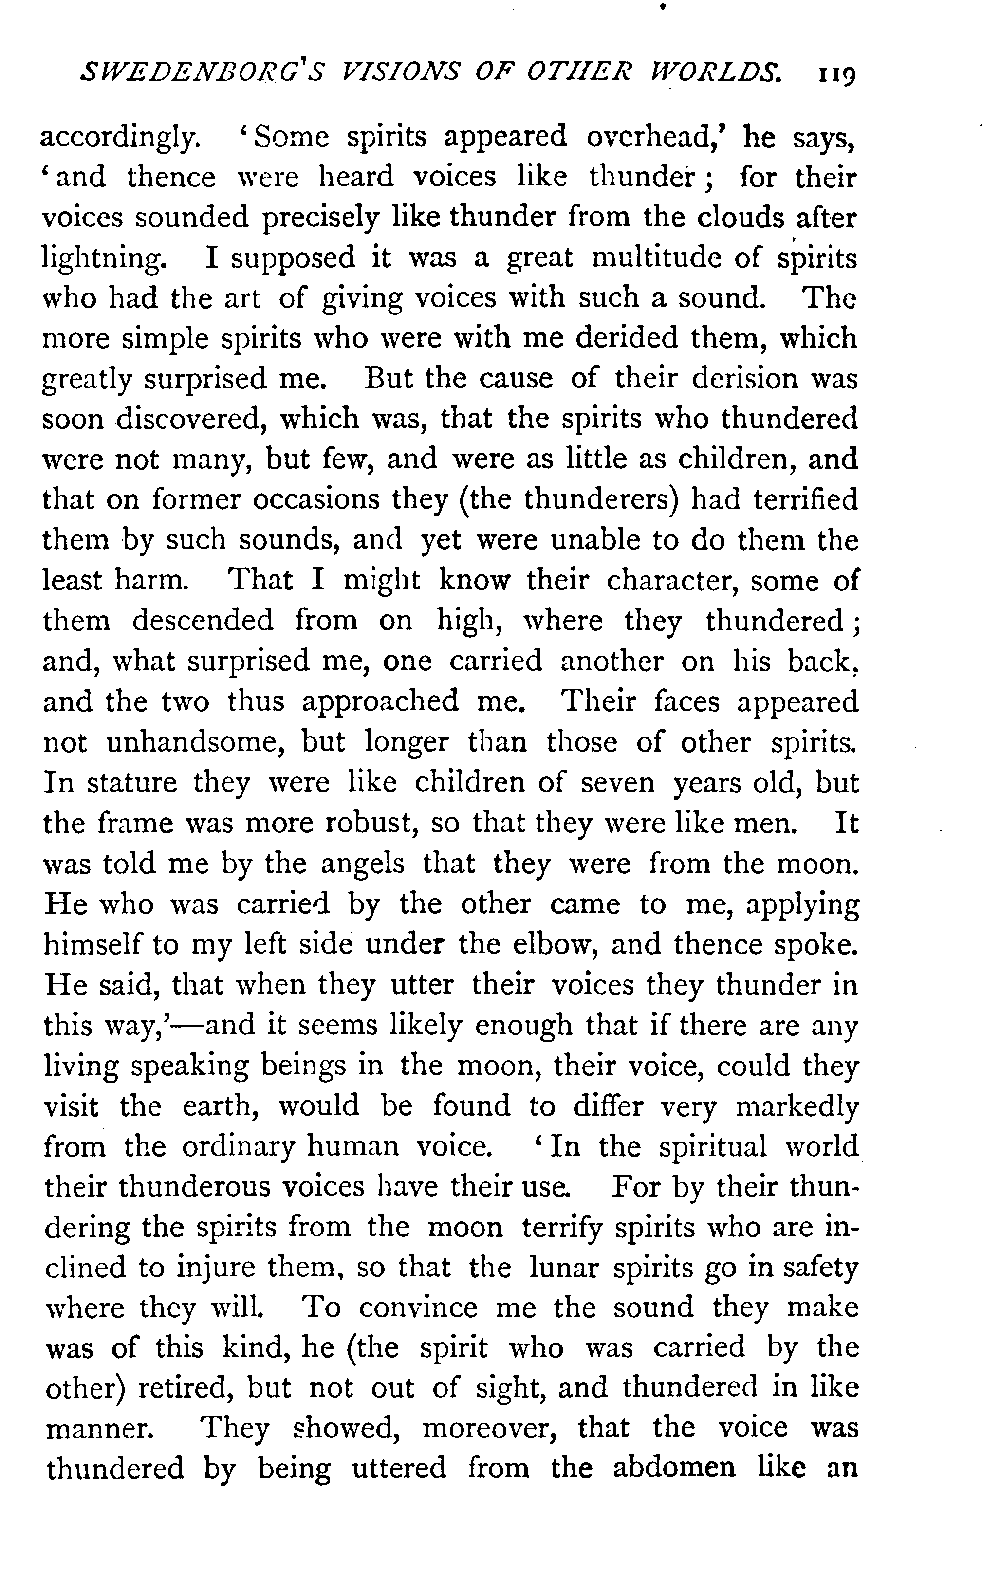 SWEDENBORG'S VISIONS OF OTHER WORLDS. 119
accordingly. ‘Some spirits appeared overhead,’ he says,
‘and thence were heard voices like thunder; for their
voices sounded precisely like thunder from the clouds after
lightning. I supposed it was a great multitude of spirits
who had the art of giving voices with such a sound. The
more simple spirits who were with me derided them, which
greatly surprised me. But the cause of their derision was
soon discovered, which was, that the spirits who thundered
were not many, but few, and were as little as children, and
that on former occasions they (the thunderers) had terrified
them by such sounds, and yet were unable to do them the
least harm. That I might know their character, some of
them descended from on high, where they thundered;
and, what surprised me, one carried another on his back,
and the two thus approached me. Their faces appeared
not unhandsome, but longer than those of other spirits.
In stature they were like children of seven years old, but
the frame was more robust, so that they were like men. It
was told me by the angels that they were from the moon.
He who was carried by the other came to me, applying
himself to my left side under the elbow, and thence spoke.
He said, that when they utter their voices they thunder in
this way,’—and it seems likely enough that if there are any
living speaking beings in the moon, their voice, could they
visit the earth, would be found to differ very markedly
from the ordinary human voice. ‘In the spiritual world
their thunderous voices have their use. For by their thun-
dering the spirits from the moon terrify spirits who are in-
clined to injure them, so that the lunar spirits go in safety
where they will. To convince me the sound they make
was of this kind, he (the spirit who was carried by the
other) retired, but not out of sight, and thundered in like
manner. They showed, moreover, that the voice was
thundered by being uttered from the abdomen like an